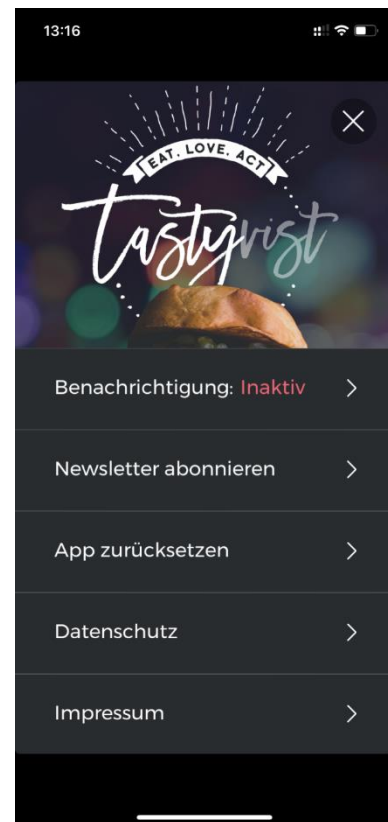 13:16
EAT. LOVE. ACT
Tastyvist
Benachrichtigung: Inaktiv
Newsletter abonnieren
App zurücksetzen
Datenschutz
Impressum